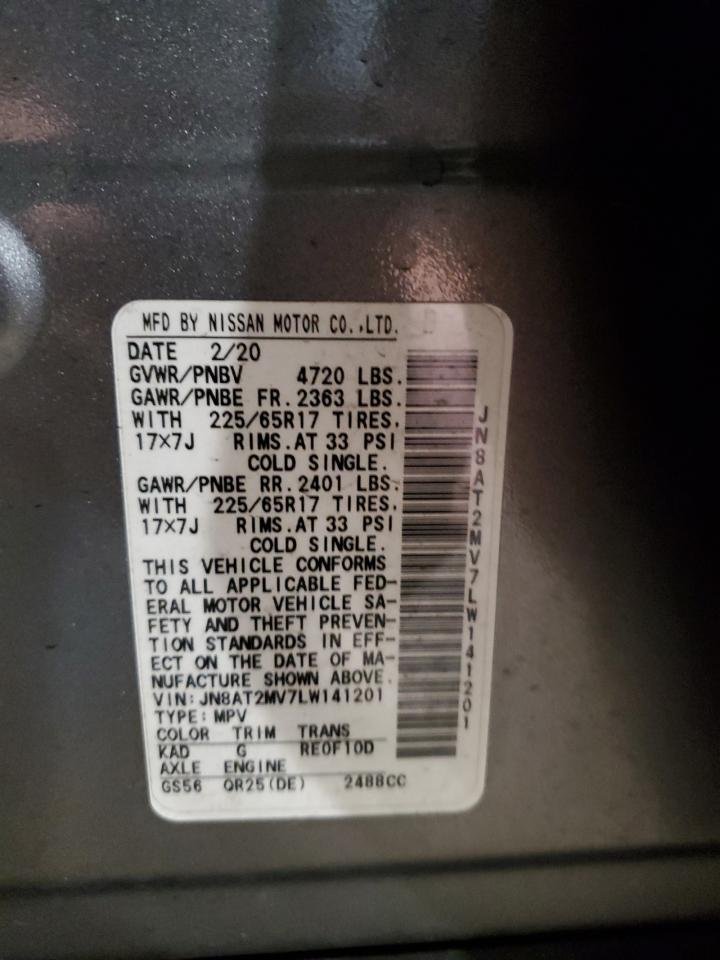 MFD BY NISSAN MOTOR CO.,LTD.
DATE 2/20
GVWR/PNBV 4720 LBS.
GAWR/PNBE FR.2363 LBS.
WITH 225/65R17 TIRES,
17×7J RIMS.AT 33 PSI
COLD SINGLE.
GAWR/PNBE RR.2401 LBS.
WITH 225/65R17 TIRES,
17×7J RIMS.AT 33 PSI
COLD SINGLE.
THIS VEHICLE CONFORMS
TO ALL APPLICABLE FED-
ERAL MOTOR VEHICLE SA-
FETY AND THEFT PREVEN-
TION STANDARDS IN EFF-
ECT ON THE DATE OF MA-
NUFACTURE SHOWN ABOVE.
VIN:JN8AT2MV7LW141201
TYPE:MPV
COLOR TRIM TRANS
KAD G RE0F10D
AXLE ENGINE
GS56 QR25(DE) 2488CC
JN8AT2MV7LW141201